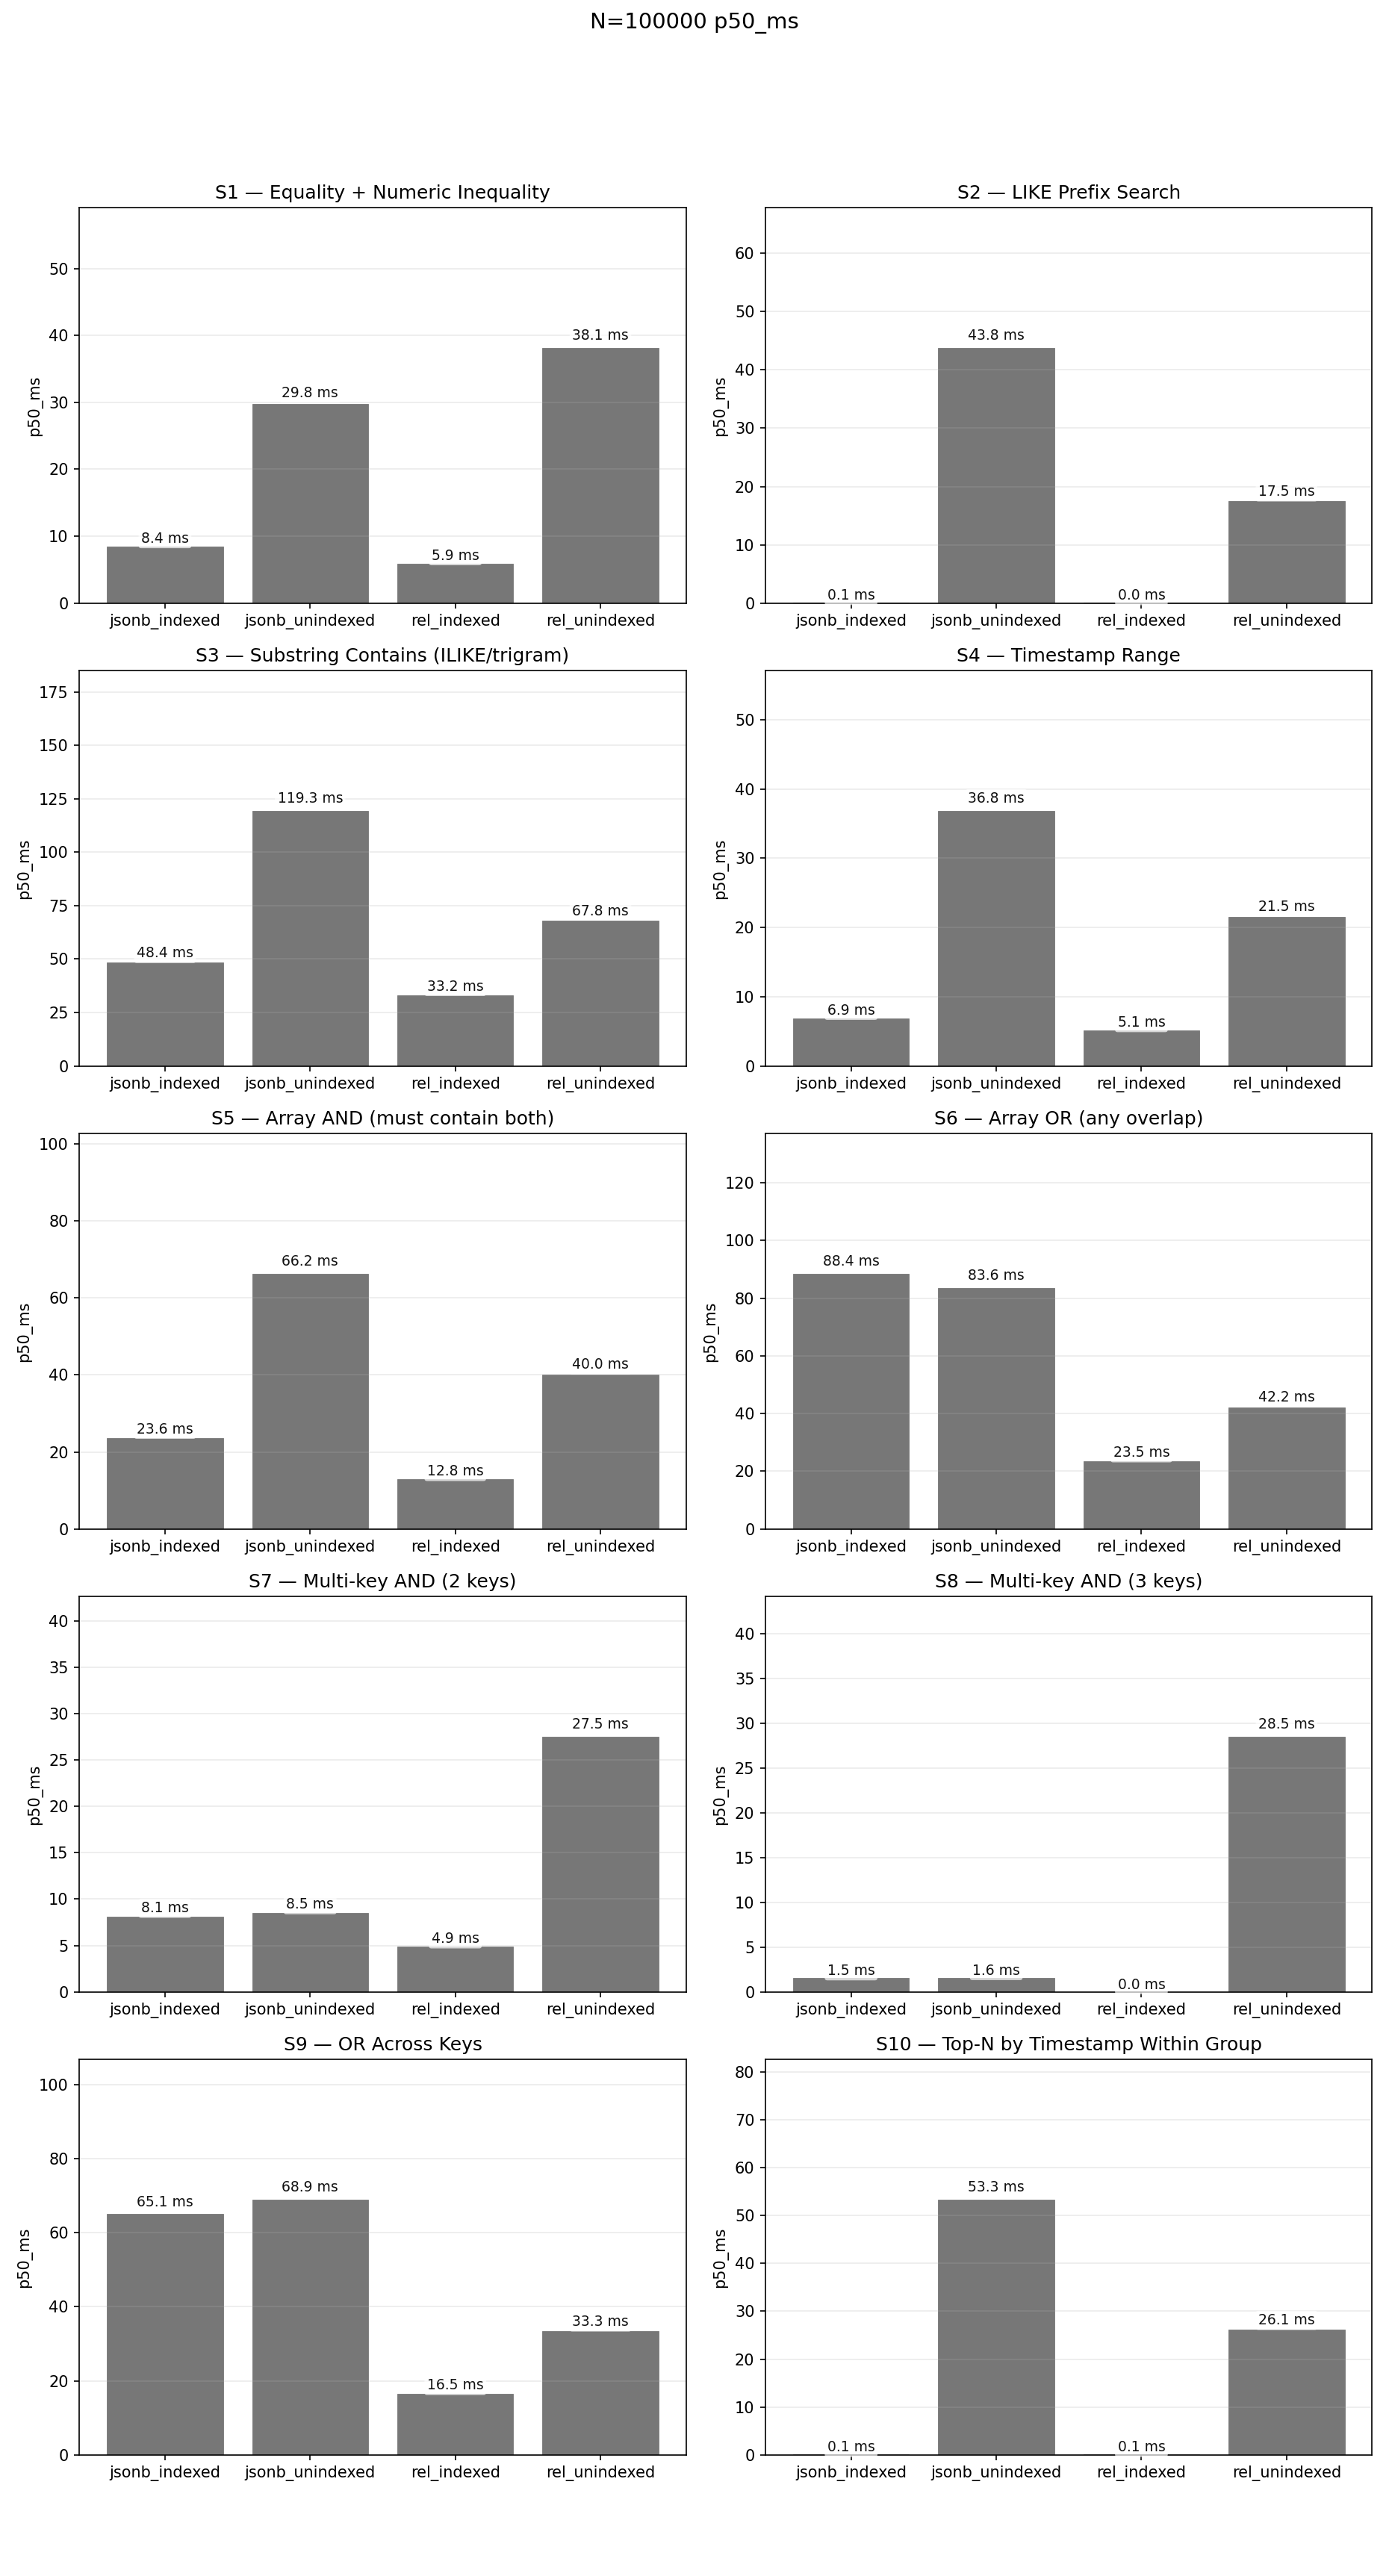 N=100000 p50_ms
S1 — Equality + Numeric Inequality
50
40
30
20
10
0
p50_ms
8.4 ms
29.8 ms
5.9 ms
38.1 ms
jsonb_indexed jsonb_unindexed rel_indexed rel_unindexed
S2 — LIKE Prefix Search
60
50
40
30
20
10
0
p50_ms
0.1 ms
43.8 ms
0.0 ms
17.5 ms
jsonb_indexed jsonb_unindexed rel_indexed rel_unindexed
S3 — Substring Contains (ILIKE/trigram)
175
150
125
100
75
50
25
0
p50_ms
48.4 ms
119.3 ms
33.2 ms
67.8 ms
jsonb_indexed jsonb_unindexed rel_indexed rel_unindexed
S4 — Timestamp Range
50
40
30
20
10
0
p50_ms
6.9 ms
36.8 ms
5.1 ms
21.5 ms
jsonb_indexed jsonb_unindexed rel_indexed rel_unindexed
S5 — Array AND (must contain both)
100
80
60
40
20
0
p50_ms
23.6 ms
66.2 ms
12.8 ms
40.0 ms
jsonb_indexed jsonb_unindexed rel_indexed rel_unindexed
S6 — Array OR (any overlap)
120
100
80
60
40
20
0
p50_ms
88.4 ms
83.6 ms
23.5 ms
42.2 ms
jsonb_indexed jsonb_unindexed rel_indexed rel_unindexed
S7 — Multi-key AND (2 keys)
40
35
30
25
20
15
10
5
0
p50_ms
8.1 ms
8.5 ms
4.9 ms
27.5 ms
jsonb_indexed jsonb_unindexed rel_indexed rel_unindexed
S8 — Multi-key AND (3 keys)
40
35
30
25
20
15
10
5
0
p50_ms
1.5 ms
1.6 ms
0.0 ms
28.5 ms
jsonb_indexed jsonb_unindexed rel_indexed rel_unindexed
S9 — OR Across Keys
100
80
60
40
20
0
p50_ms
65.1 ms
68.9 ms
16.5 ms
33.3 ms
jsonb_indexed jsonb_unindexed rel_indexed rel_unindexed
S10 — Top-N by Timestamp Within Group
80
70
60
50
40
30
20
10
0
p50_ms
0.1 ms
53.3 ms
0.1 ms
26.1 ms
jsonb_indexed jsonb_unindexed rel_indexed rel_unindexed